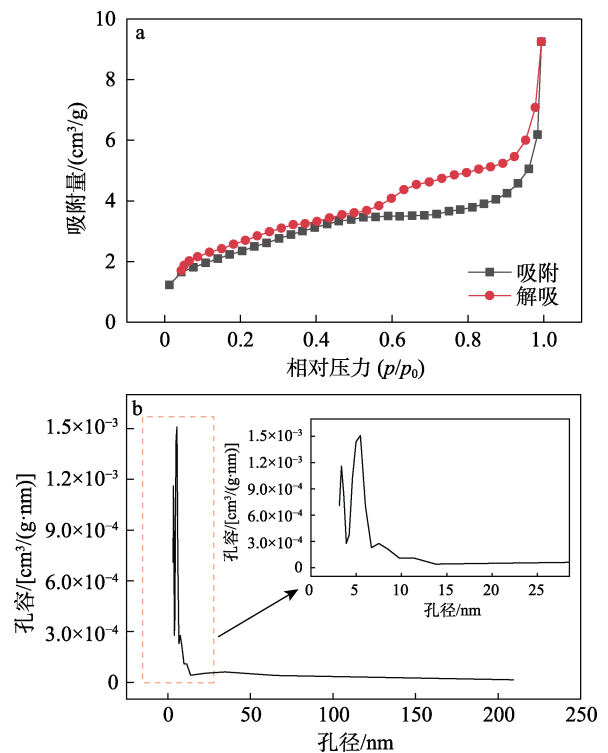 a
10
8
6
4
2
0
吸附量/(cm³/g)
吸附
解吸
0 0.2 0.4 0.6 0.8 1.0
相对压力 (p/p₀)
b
1.5×10⁻³
1.2×10⁻³
9.0×10⁻⁴
6.0×10⁻⁴
3.0×10⁻⁴
0
孔容/[cm³/(g·nm)]
1.5×10⁻³
1.2×10⁻³
9.0×10⁻⁴
6.0×10⁻⁴
3.0×10⁻⁴
0
孔容/[cm³/(g·nm)]
0 5 10 15 20 25
孔径/nm
0 50 100 150 200 250
孔径/nm